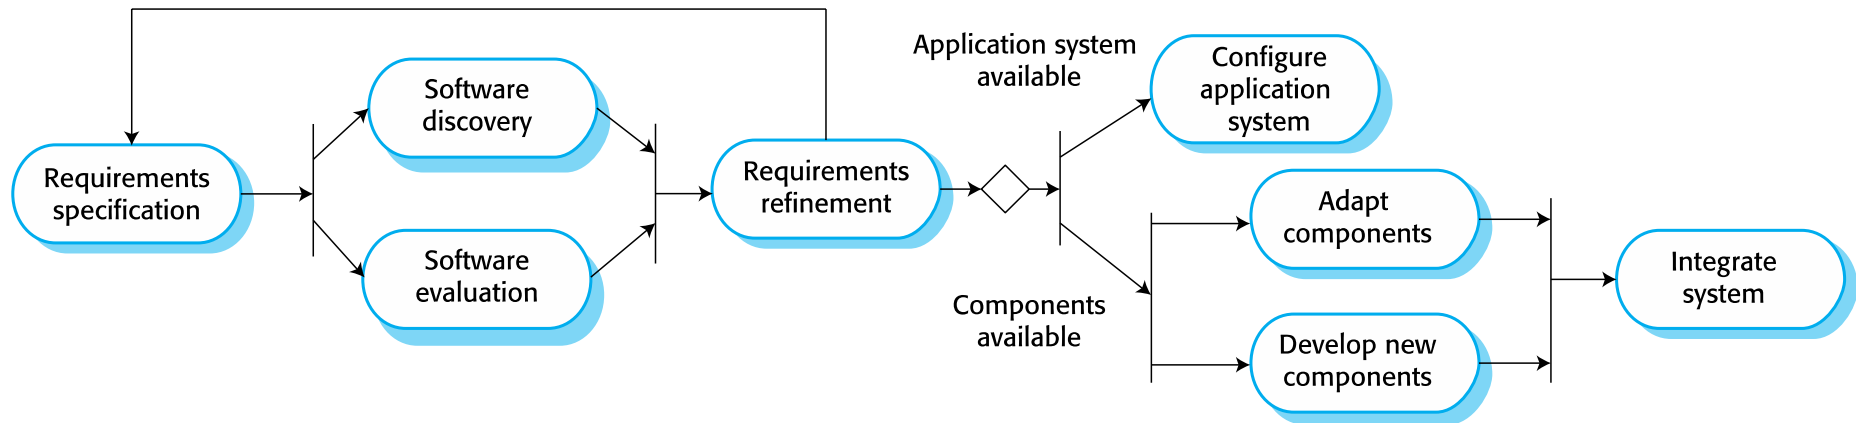 Requirements
specification
Software
discovery
Software
evaluation
Requirements
refinement
Application system
available
Components
available
Configure
application
system
Adapt
components
Develop new
components
Integrate
system